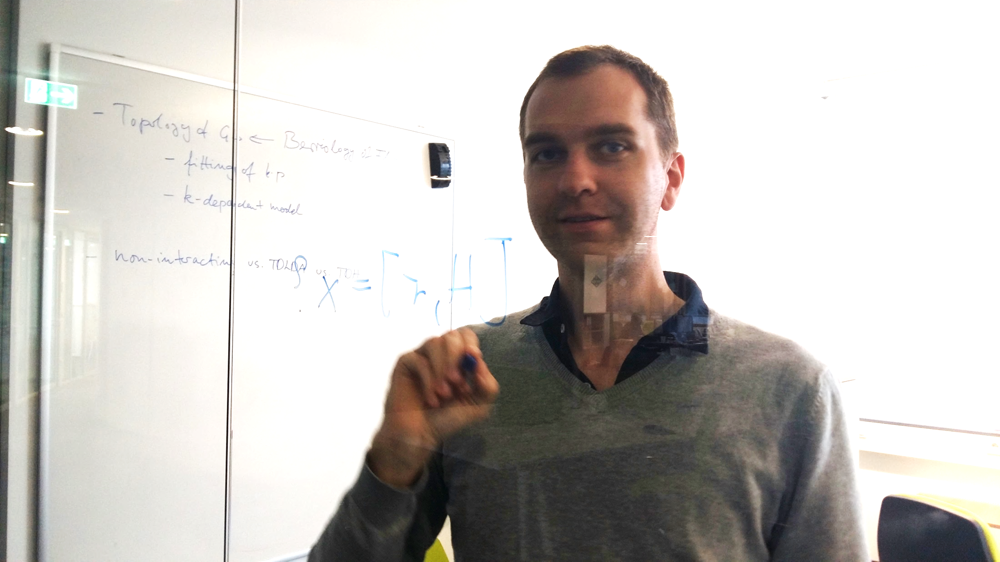 - Topology of ← Berriology of
- fitting of k·p
- k-dependent model
- non-interacting vs. TDLDA vs. TDH
? X = [r, H]